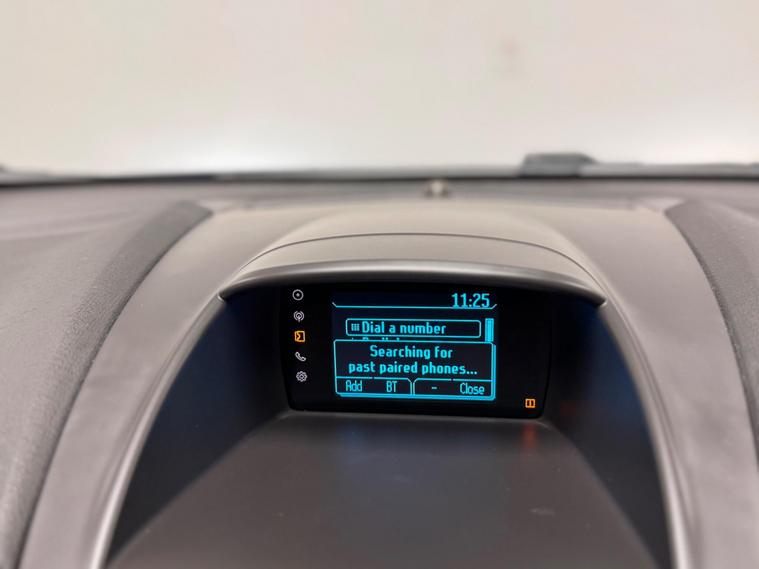 11:25
Dial a number
Searching for
past paired phones...
Add BT - Close